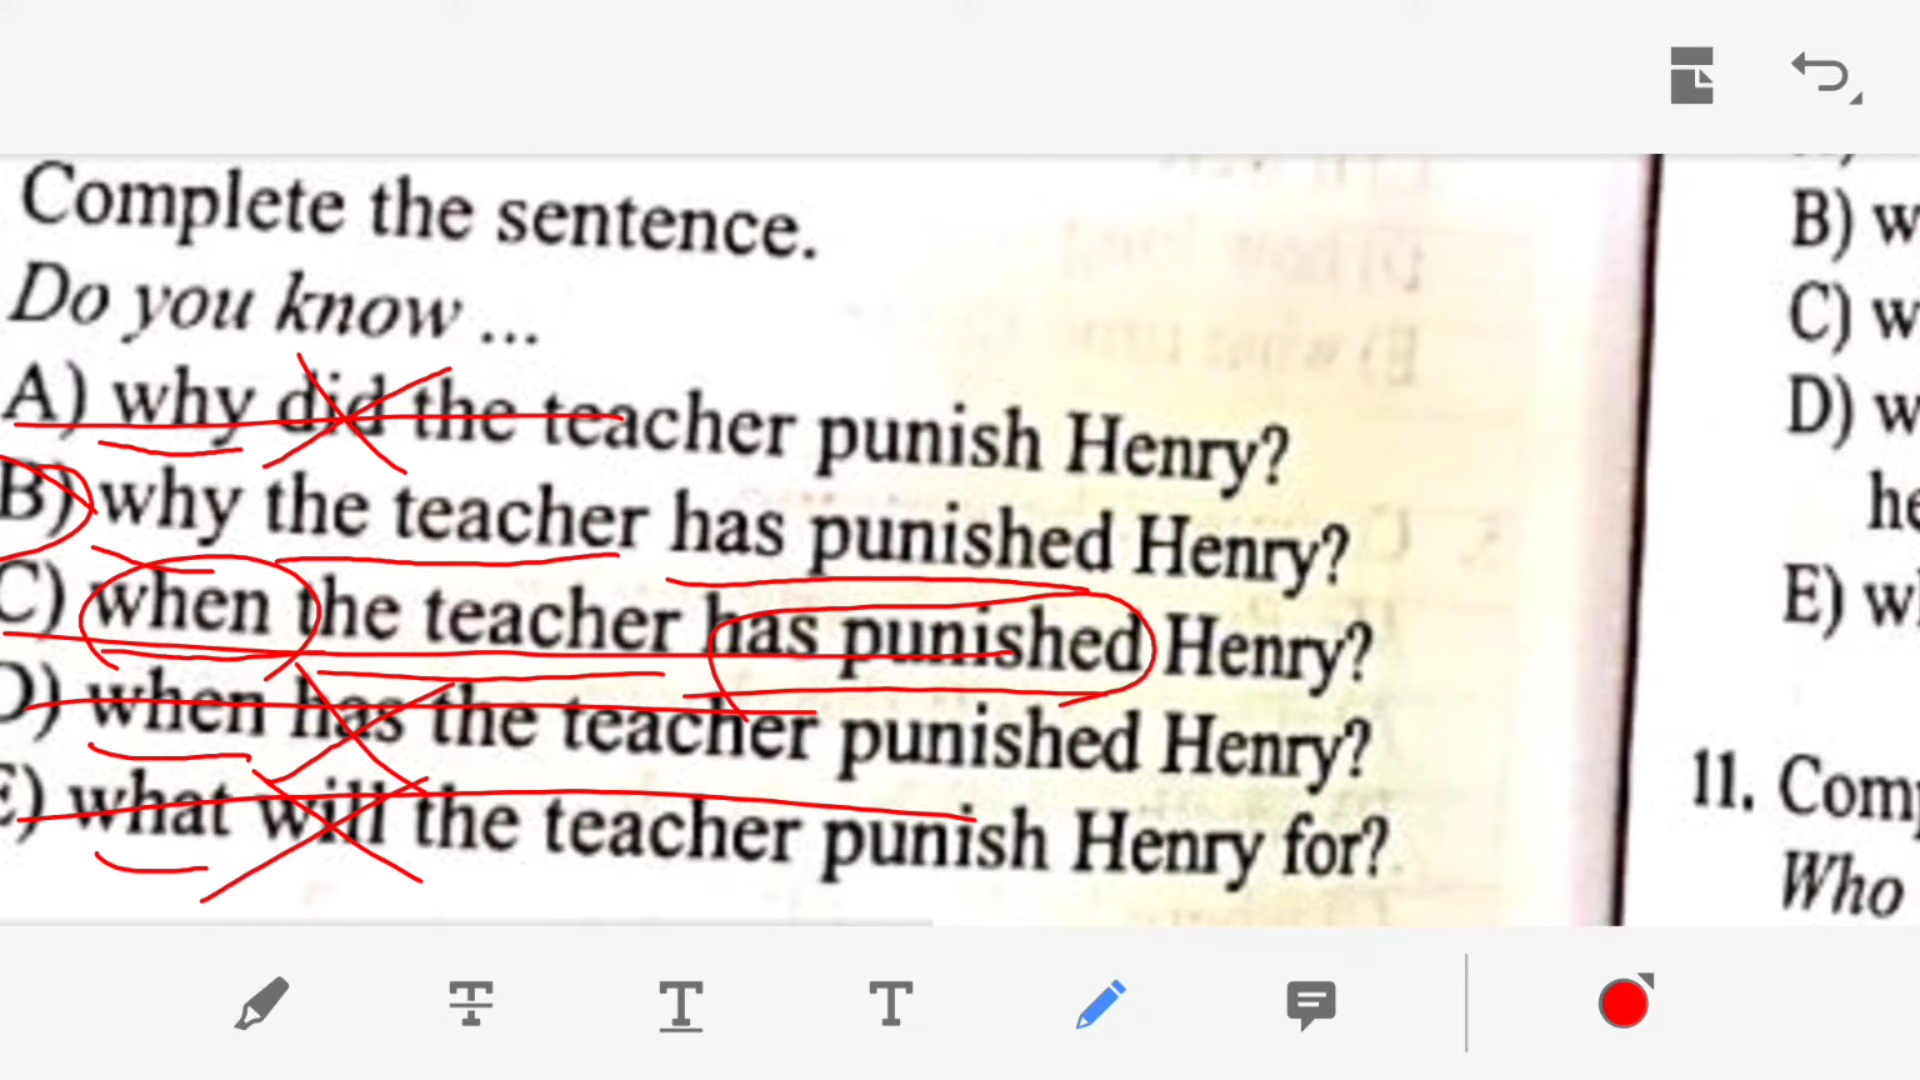 Complete the sentence.
Do you know ...
A) why did the teacher punish Henry?
B) why the teacher has punished Henry?
C) when the teacher has punished Henry?
D) when has the teacher punished Henry?
E) what will the teacher punish Henry for?
B) w
C) w
D) w
he
E) w
11. Comp
Who